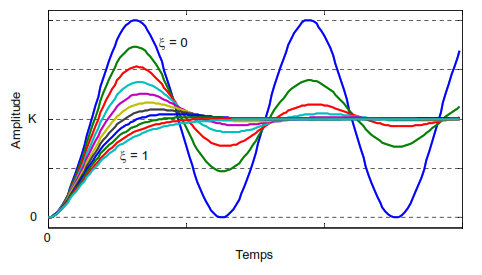 ξ = 0
Amplitude
K
ξ = 1
0
0
Temps